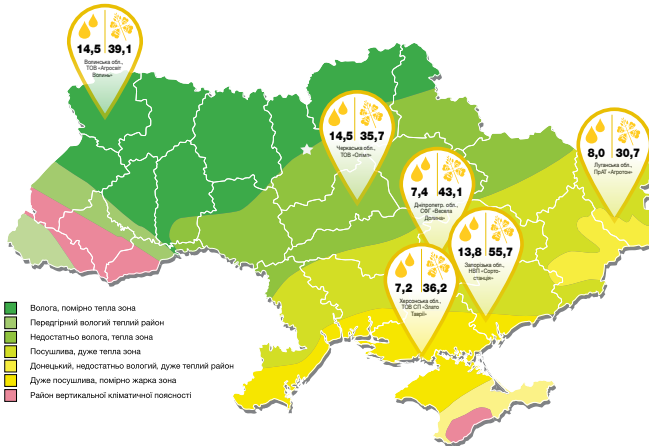 14,5 39,1
Волинська обл.,
ТОВ «Агросвіт
Волинь»
14,5 35,7
Черкаська обл.,
ТОВ «Оліміп»
8,0 30,7
Луганська обл.,
ПрАТ «Агротон»
7,4 43,1
Дніпропетр. обл.,
СФГ «Весела
Долина»
13,8 55,7
Запорізька обл.,
НВП «Сорто-
станція»
7,2 36,2
Херсонська обл.,
ТОВ СП «Злато
Таврії»
Волога, помірно тепла зона
Передгірний вологий теплий район
Недостатньо волога, тепла зона
Посушлива, дуже тепла зона
Донецький, недостатньо вологий, дуже теплий район
Дуже посушлива, помірно жарка зона
Район вертикальної кліматичної поясності